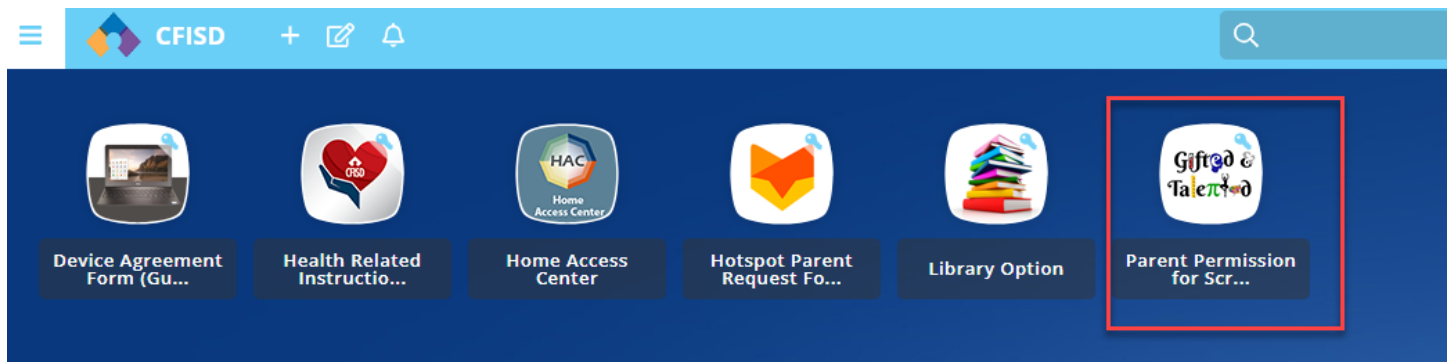 CFISD
CFISD
HAC
Home
Access Center
Gifted &
Talented
Device Agreement
Form (Gu...
Health Related
Instructio...
Home Access
Center
Hotspot Parent
Request Fo...
Library Option
Parent Permission
for Scr...